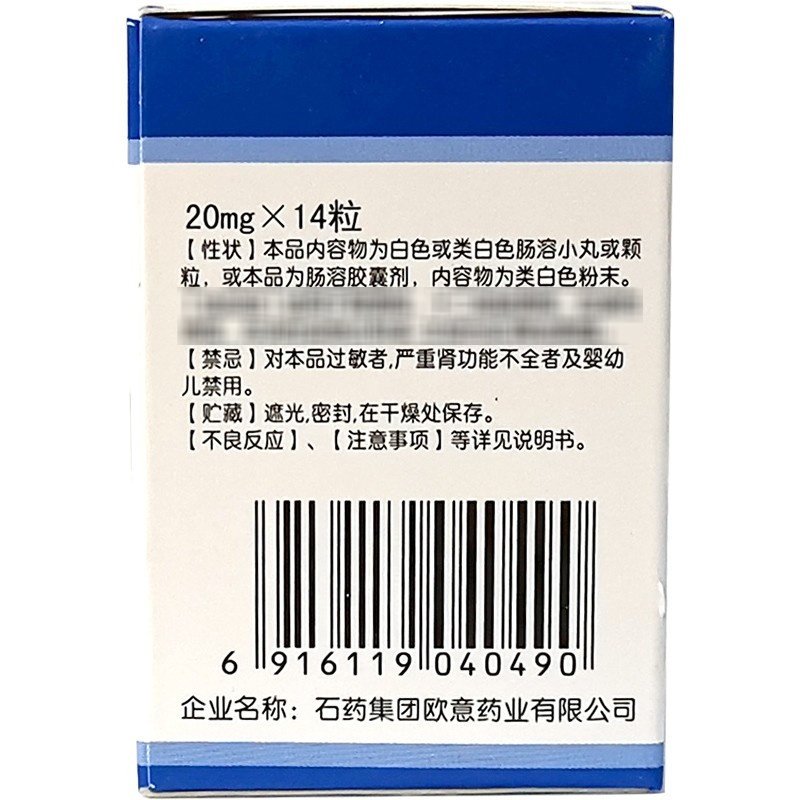 20mg×14粒
【性状】本品内容物为白色或类白色肠溶小丸或颗
粒，或本品为肠溶胶囊剂，内容物为类白色粉末。
【禁忌】对本品过敏者,严重肾功能不全者及婴幼
儿禁用。
【贮藏】遮光,密封,在干燥处保存。
【不良反应】、【注意事项】等详见说明书。
6 916119 040490
企业名称：石药集团欧意药业有限公司